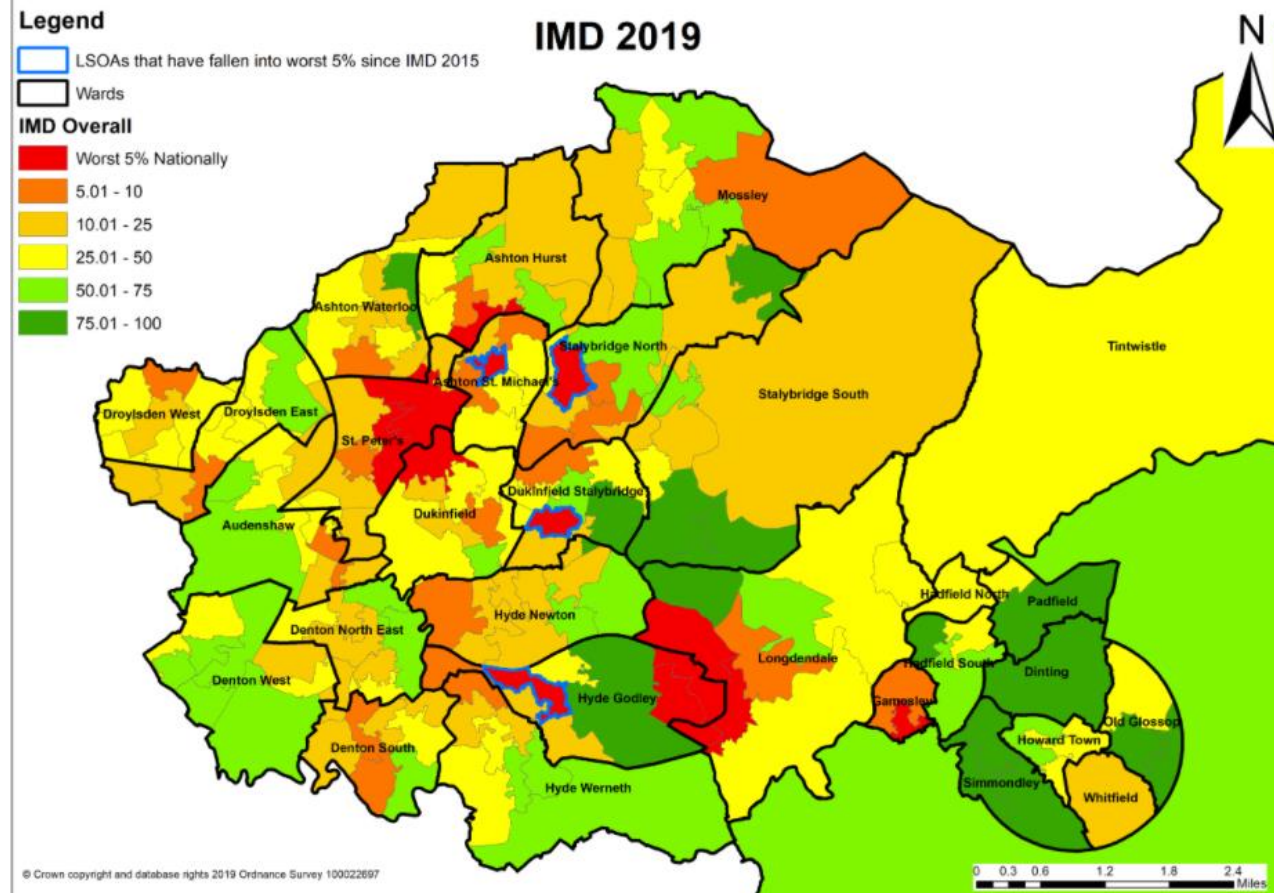 Legend
IMD 2019
N
LSOAs that have fallen into worst 5% since IMD 2015
Wards
IMD Overall
Worst 5% Nationally
5.01 - 10
10.01 - 25
25.01 - 50
50.01 - 75
75.01 - 100
Mossley
Ashton Hurst
Ashton Waterloo
Stalybridge North
Tintwistle
Ashton St. Michael's
Stalybridge South
Droylsden West
Droylsden East
St. Peter's
Dukinfield Stalybridge
Dukinfield
Audenshaw
Hadfield North
Padfield
Hyde Newton
Denton North East
Longdendale
Hadfield South
Dinting
Denton West
Hyde Godley
Gamesley
Old Glossop
Howard Town
Denton South
Simmondley
Hyde Werneth
Whitfield
© Crown copyright and database rights 2019 Ordnance Survey 100022697
0 0.3 0.6 1.2 1.8 2.4
Miles